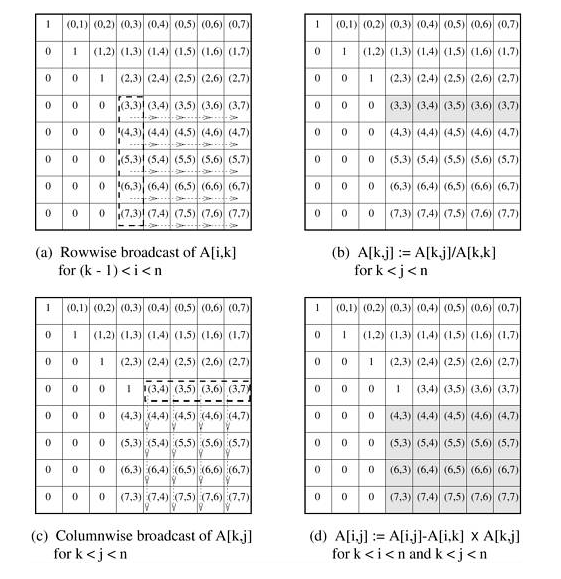 1 (0,1) (0,2) (0,3) (0,4) (0,5) (0,6) (0,7)
0 1 (1,2) (1,3) (1,4) (1,5) (1,6) (1,7)
0 0 1 (2,3) (2,4) (2,5) (2,6) (2,7)
0 0 0 (3,3) (3,4) (3,5) (3,6) (3,7)
0 0 0 (4,3) (4,4) (4,5) (4,6) (4,7)
0 0 0 (5,3) (5,4) (5,5) (5,6) (5,7)
0 0 0 (6,3) (6,4) (6,5) (6,6) (6,7)
0 0 0 (7,3) (7,4) (7,5) (7,6) (7,7)
(a) Rowwise broadcast of A[i,k]
for (k - 1) < i < n
1 (0,1) (0,2) (0,3) (0,4) (0,5) (0,6) (0,7)
0 1 (1,2) (1,3) (1,4) (1,5) (1,6) (1,7)
0 0 1 (2,3) (2,4) (2,5) (2,6) (2,7)
0 0 0 (3,3) (3,4) (3,5) (3,6) (3,7)
0 0 0 (4,3) (4,4) (4,5) (4,6) (4,7)
0 0 0 (5,3) (5,4) (5,5) (5,6) (5,7)
0 0 0 (6,3) (6,4) (6,5) (6,6) (6,7)
0 0 0 (7,3) (7,4) (7,5) (7,6) (7,7)
(b) A[k,j] := A[k,j]/A[k,k]
for k < j < n
1 (0,1) (0,2) (0,3) (0,4) (0,5) (0,6) (0,7)
0 1 (1,2) (1,3) (1,4) (1,5) (1,6) (1,7)
0 0 1 (2,3) (2,4) (2,5) (2,6) (2,7)
0 0 0 1 (3,4) (3,5) (3,6) (3,7)
0 0 0 (4,3) (4,4) (4,5) (4,6) (4,7)
0 0 0 (5,3) (5,4) (5,5) (5,6) (5,7)
0 0 0 (6,3) (6,4) (6,5) (6,6) (6,7)
0 0 0 (7,3) (7,4) (7,5) (7,6) (7,7)
(c) Columnwise broadcast of A[k,j]
for k < j < n
1 (0,1) (0,2) (0,3) (0,4) (0,5) (0,6) (0,7)
0 1 (1,2) (1,3) (1,4) (1,5) (1,6) (1,7)
0 0 1 (2,3) (2,4) (2,5) (2,6) (2,7)
0 0 0 1 (3,4) (3,5) (3,6) (3,7)
0 0 0 (4,3) (4,4) (4,5) (4,6) (4,7)
0 0 0 (5,3) (5,4) (5,5) (5,6) (5,7)
0 0 0 (6,3) (6,4) (6,5) (6,6) (6,7)
0 0 0 (7,3) (7,4) (7,5) (7,6) (7,7)
(d) A[i,j] := A[i,j]-A[i,k] x A[k,j]
for k < i < n and k < j < n